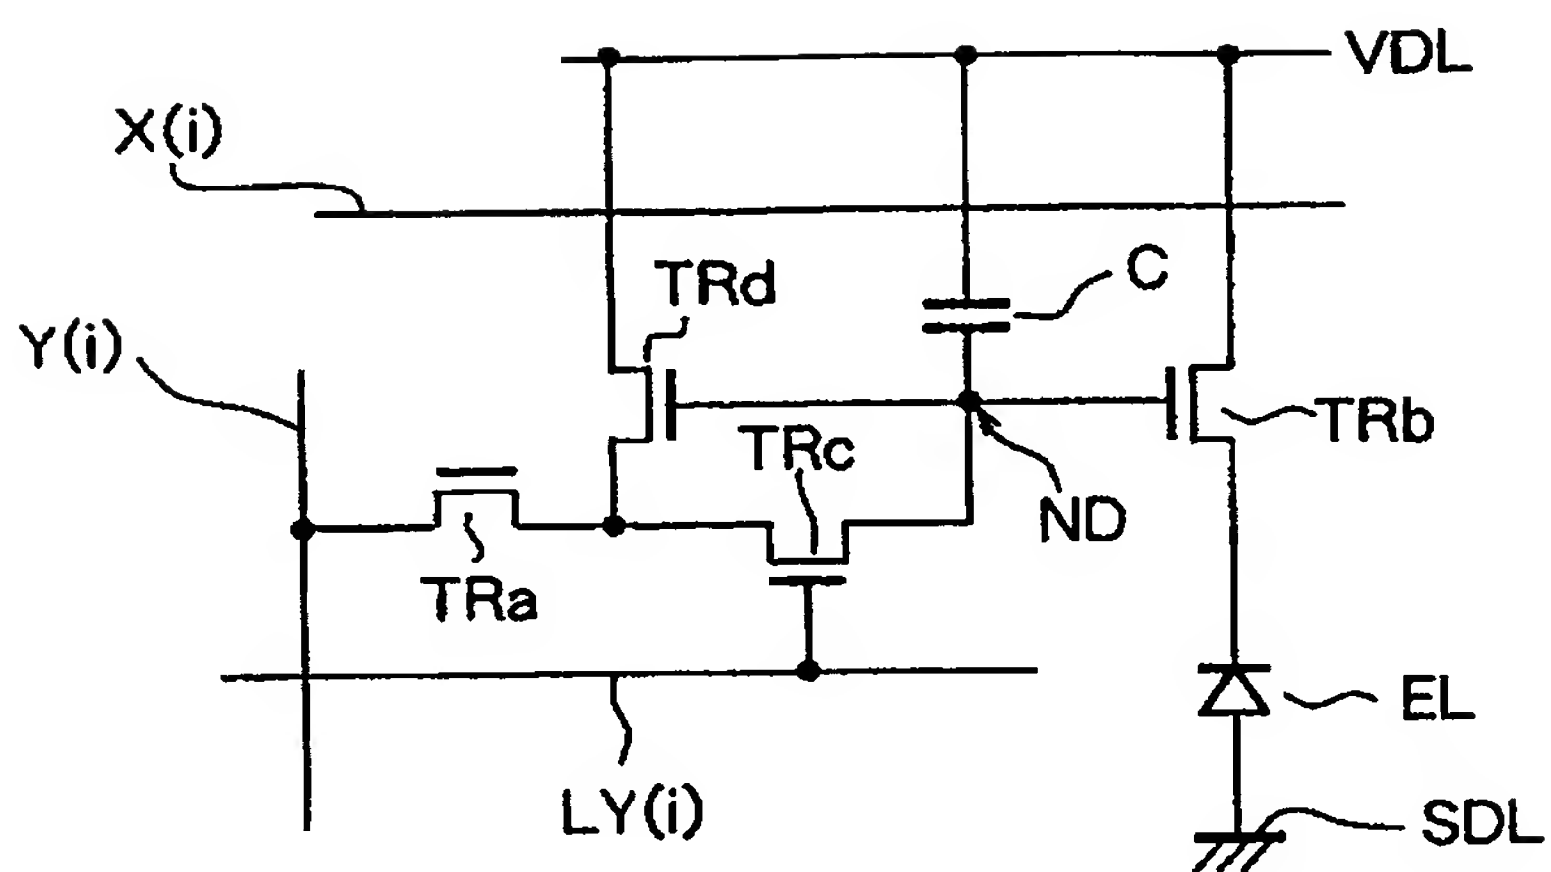 VDL
X(i)
C
TRd
Y(i)
TRb
TRc
ND
TRa
EL
LY(i)
SDL